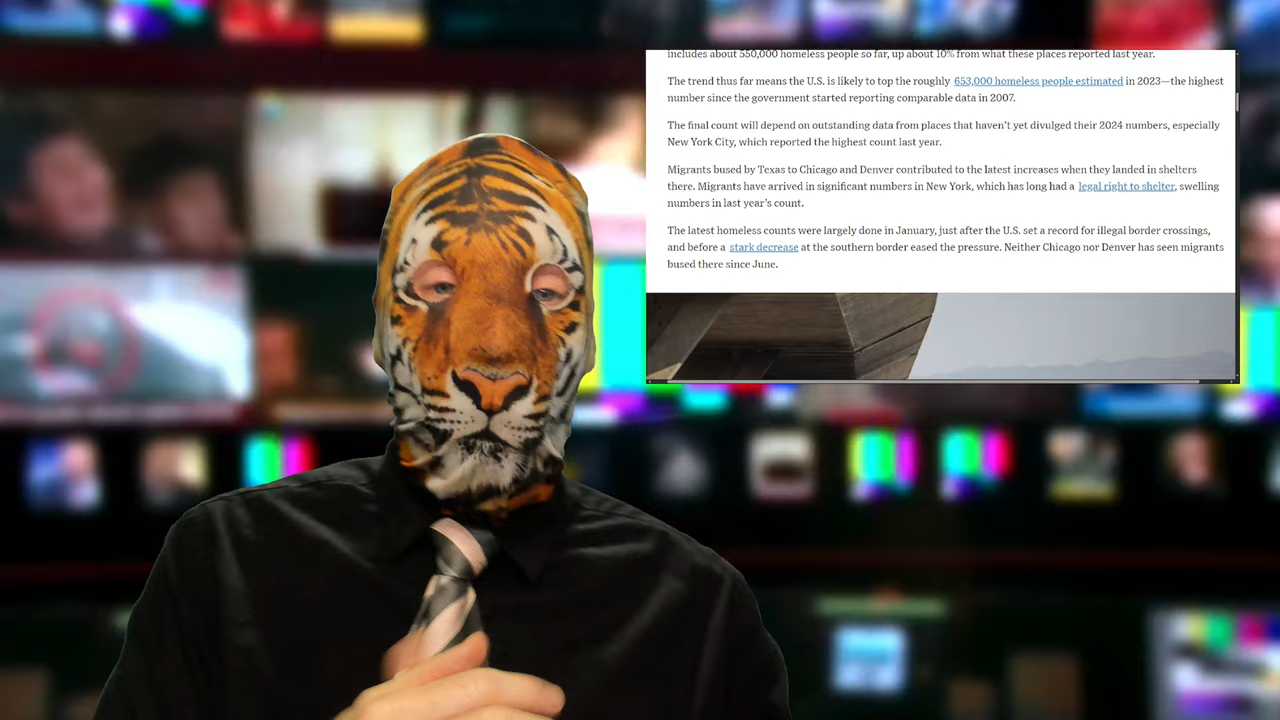 includes about 550,000 homeless people so far, up about 10% from what these places reported last year.
The trend thus far means the U.S. is likely to top the roughly 653,000 homeless people estimated in 2023—the highest
number since the government started reporting comparable data in 2007.
The final count will depend on outstanding data from places that haven't yet divulged their 2024 numbers, especially
New York City, which reported the highest count last year.
Migrants bused by Texas to Chicago and Denver contributed to the latest increases when they landed in shelters
there. Migrants have arrived in significant numbers in New York, which has long had a legal right to shelter, swelling
numbers in last year's count.
The latest homeless counts were largely done in January, just after the U.S. set a record for illegal border crossings,
and before a stark decrease at the southern border eased the pressure. Neither Chicago nor Denver has seen migrants
bused there since June.